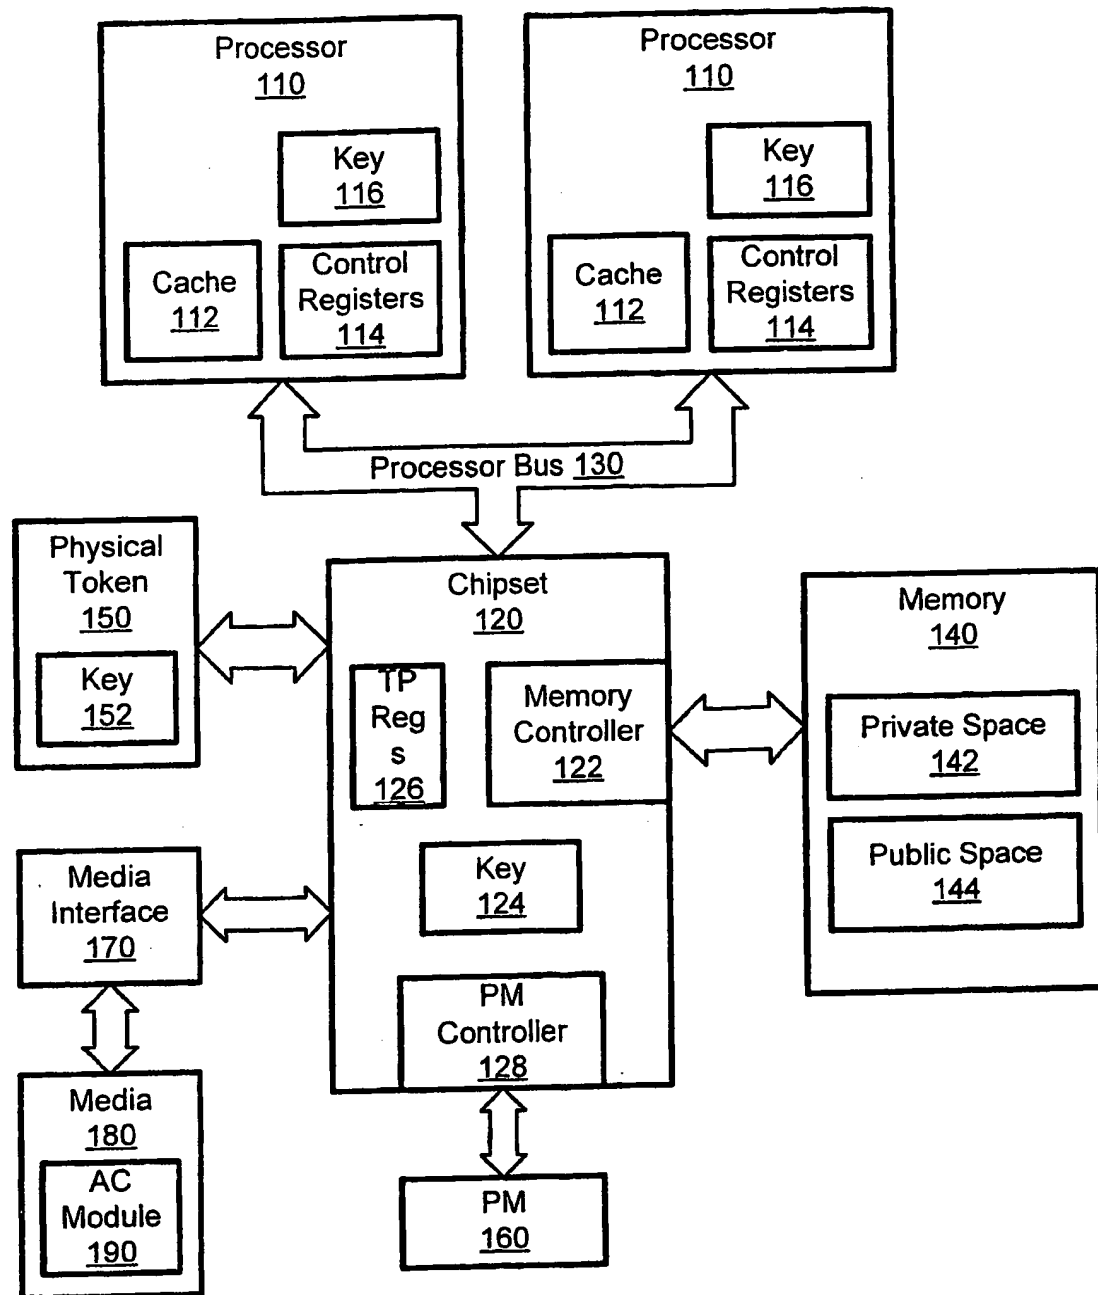 Processor
110
Key
116
Cache
112
Control
Registers
114
Processor
110
Key
116
Cache
112
Control
Registers
114
Processor Bus 130
Physical
Token
150
Key
152
Chipset
120
TP
Reg
s
126
Memory
Controller
122
Key
124
PM
Controller
128
Memory
140
Private Space
142
Public Space
144
Media
Interface
170
Media
180
AC
Module
190
PM
160